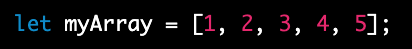 let myArray = [1, 2, 3, 4, 5];